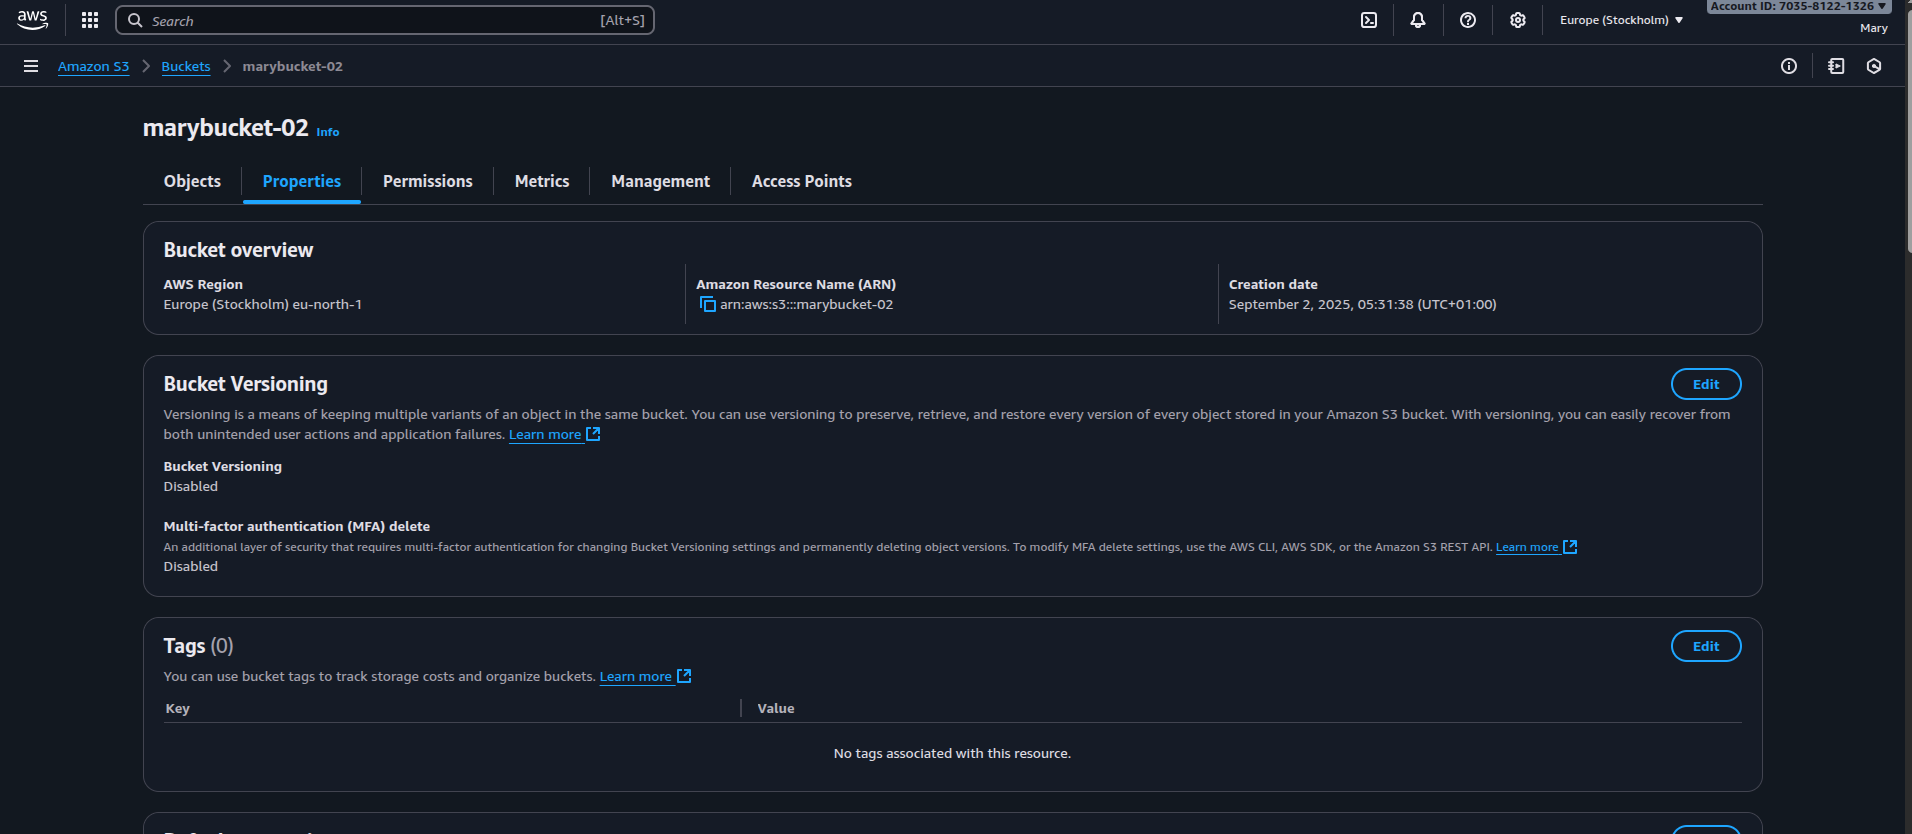 aws
Search [Alt+S]
Europe (Stockholm)
Account ID: 7035-8122-1326
Mary
Amazon S3 > Buckets > marybucket-02
marybucket-02 Info
Objects Properties Permissions Metrics Management Access Points
Bucket overview
AWS Region
Europe (Stockholm) eu-north-1
Amazon Resource Name (ARN)
arn:aws:s3:::marybucket-02
Creation date
September 2, 2025, 05:31:38 (UTC+01:00)
Bucket Versioning
Edit
Versioning is a means of keeping multiple variants of an object in the same bucket. You can use versioning to preserve, retrieve, and restore every version of every object stored in your Amazon S3 bucket. With versioning, you can easily recover from
both unintended user actions and application failures. Learn more
Bucket Versioning
Disabled
Multi-factor authentication (MFA) delete
An additional layer of security that requires multi-factor authentication for changing Bucket Versioning settings and permanently deleting object versions. To modify MFA delete settings, use the AWS CLI, AWS SDK, or the Amazon S3 REST API. Learn more
Disabled
Tags (0)
Edit
You can use bucket tags to track storage costs and organize buckets. Learn more
Key Value
No tags associated with this resource.